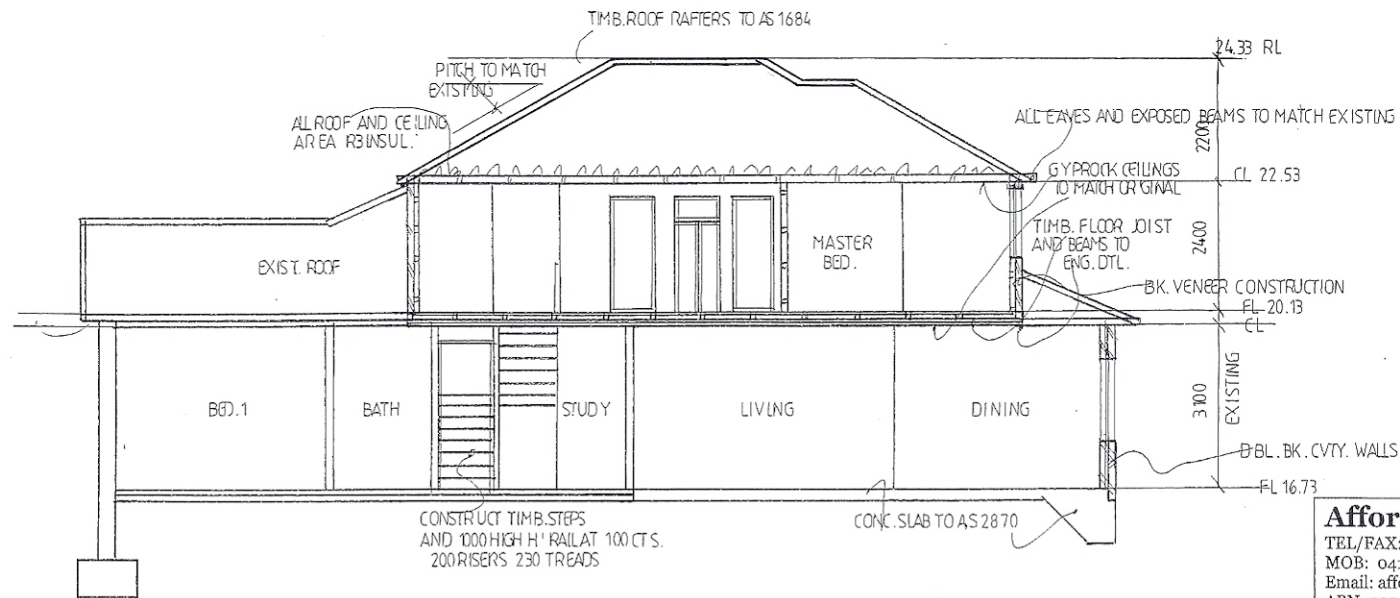 TIMB.ROOF RAFTERS TO AS 1684
24.33 RL
PITCH TO MATCH
EXISTING
ALL ROOF AND CEILING
AREA R3 INSUL.
ALL EAVES AND EXPOSED BEAMS TO MATCH EXISTING
2200
GYPROCK CEILINGS
TO MATCH ORIGINAL
CL 22.53
TIMB. FLOOR JOIST
AND BEAMS TO
ENG. DTL.
2400
MASTER
BED.
EXIST. ROOF
BK. VENEER CONSTRUCTION
FL 20.13
CL
BED.1
BATH
STUDY
LIVING
DINING
3100
EXISTING
DBL. BK. CVTY. WALLS
FL 16.73
CONSTRUCT TIMB.STEPS
AND 1000 HIGH H'RAIL AT 100 CTS.
200 RISERS 230 TREADS
CONC. SLAB TO AS 2870
Affor
TEL/FAX:
MOB: 04
Email: affo